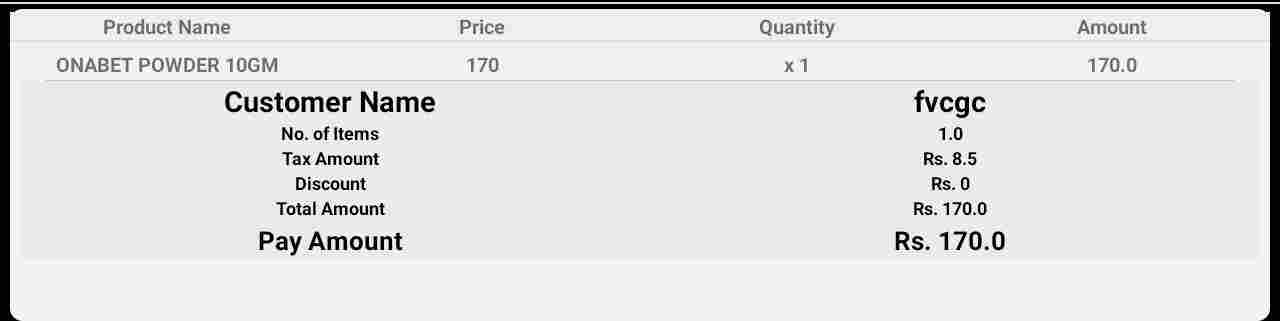 Product Name Price Quantity Amount
ONABET POWDER 10GM 170 x 1 170.0
Customer Name fvcgc
No. of Items 1.0
Tax Amount Rs. 8.5
Discount Rs. 0
Total Amount Rs. 170.0
Pay Amount Rs. 170.0